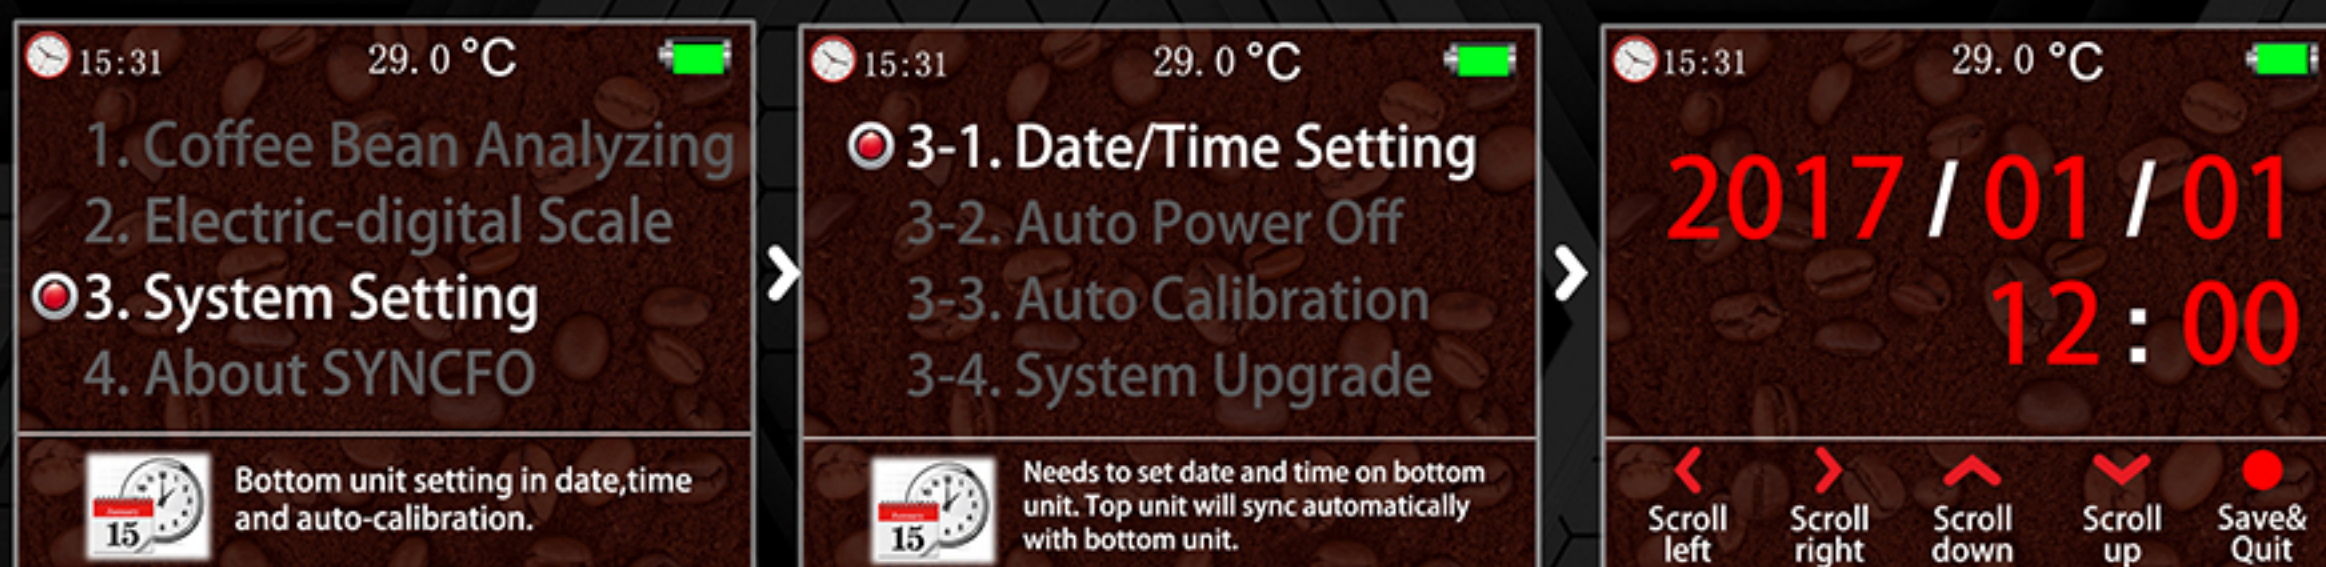 15:31
29.0 °C
1. Coffee Bean Analyzing
2. Electric-digital Scale
3. System Setting
4. About SYNCFO
January
15
Bottom unit setting in date,time
and auto-calibration.
15:31
29.0 °C
3-1. Date/Time Setting
3-2. Auto Power Off
3-3. Auto Calibration
3-4. System Upgrade
January
15
Needs to set date and time on bottom
unit. Top unit will sync automatically
with bottom unit.
15:31
29.0 °C
2017 / 01 / 01
12 : 00
Scroll
left
Scroll
right
Scroll
down
Scroll
up
Save&
Quit